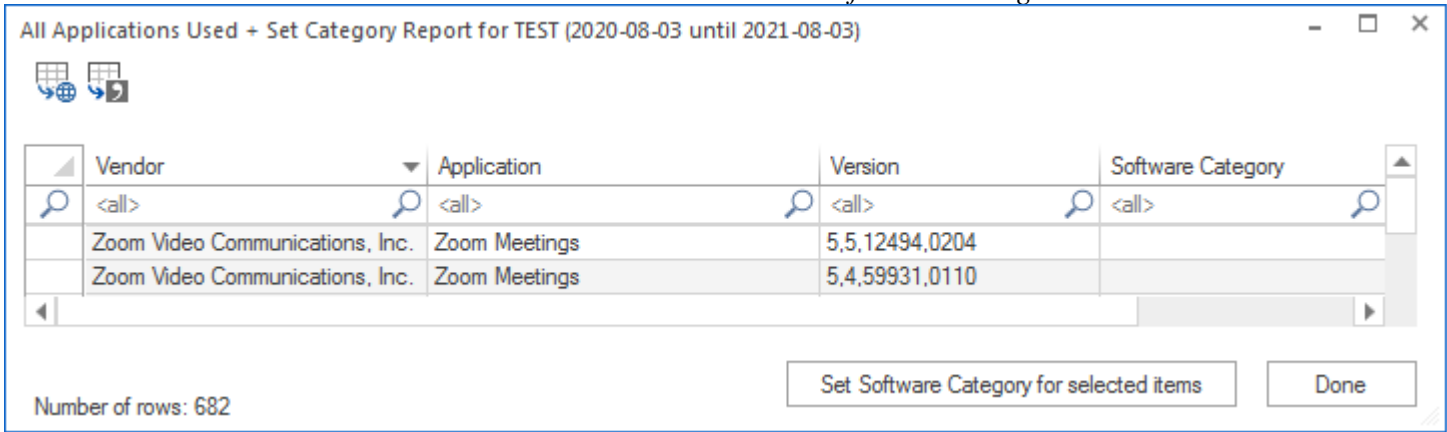 All Applications Used + Set Category Report for TEST (2020-08-03 until 2021-08-03)
Vendor Application Version Software Category
<all> <all> <all> <all>
Zoom Video Communications, Inc. Zoom Meetings 5,5,12494,0204
Zoom Video Communications, Inc. Zoom Meetings 5,4,59931,0110
Set Software Category for selected items Done
Number of rows: 682